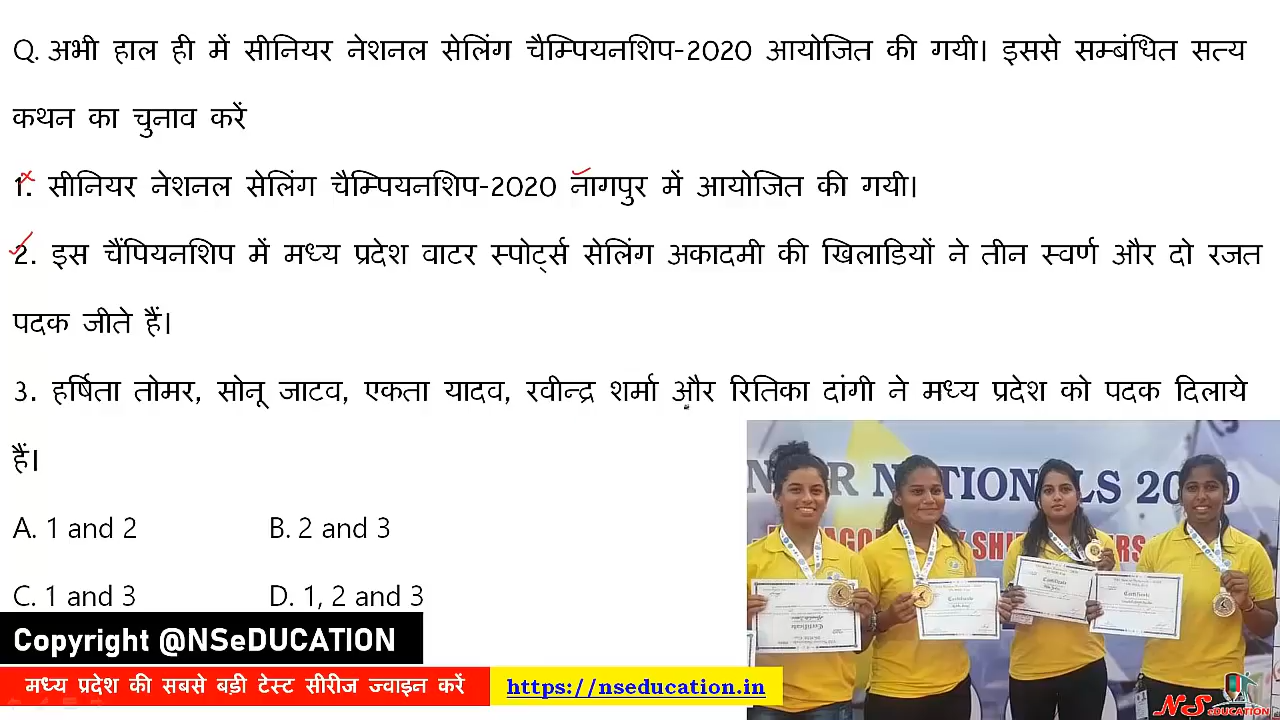 Q. अभी हाल ही में सीनियर नेशनल सेलिंग चैम्पियनशिप-2020 आयोजित की गयी। इससे सम्बंधित सत्य
कथन का चुनाव करें
1. सीनियर नेशनल सेलिंग चैम्पियनशिप-2020 नागपुर में आयोजित की गयी।
2. इस चैंपियनशिप में मध्य प्रदेश वाटर स्पोर्ट्स सेलिंग अकादमी की खिलाडियों ने तीन स्वर्ण और दो रजत
पदक जीते हैं।
3. हर्षिता तोमर, सोनू जाटव, एकता यादव, रवीन्द्र शर्मा और रितिका दांगी ने मध्य प्रदेश को पदक दिलाये
हैं।
A. 1 and 2 B. 2 and 3
C. 1 and 3 D. 1, 2 and 3
Copyright @NSeDUCATION
मध्य प्रदेश की सबसे बड़ी टेस्ट सीरीज ज्वाइन करें https://nseducation.in
NS eDUCATION